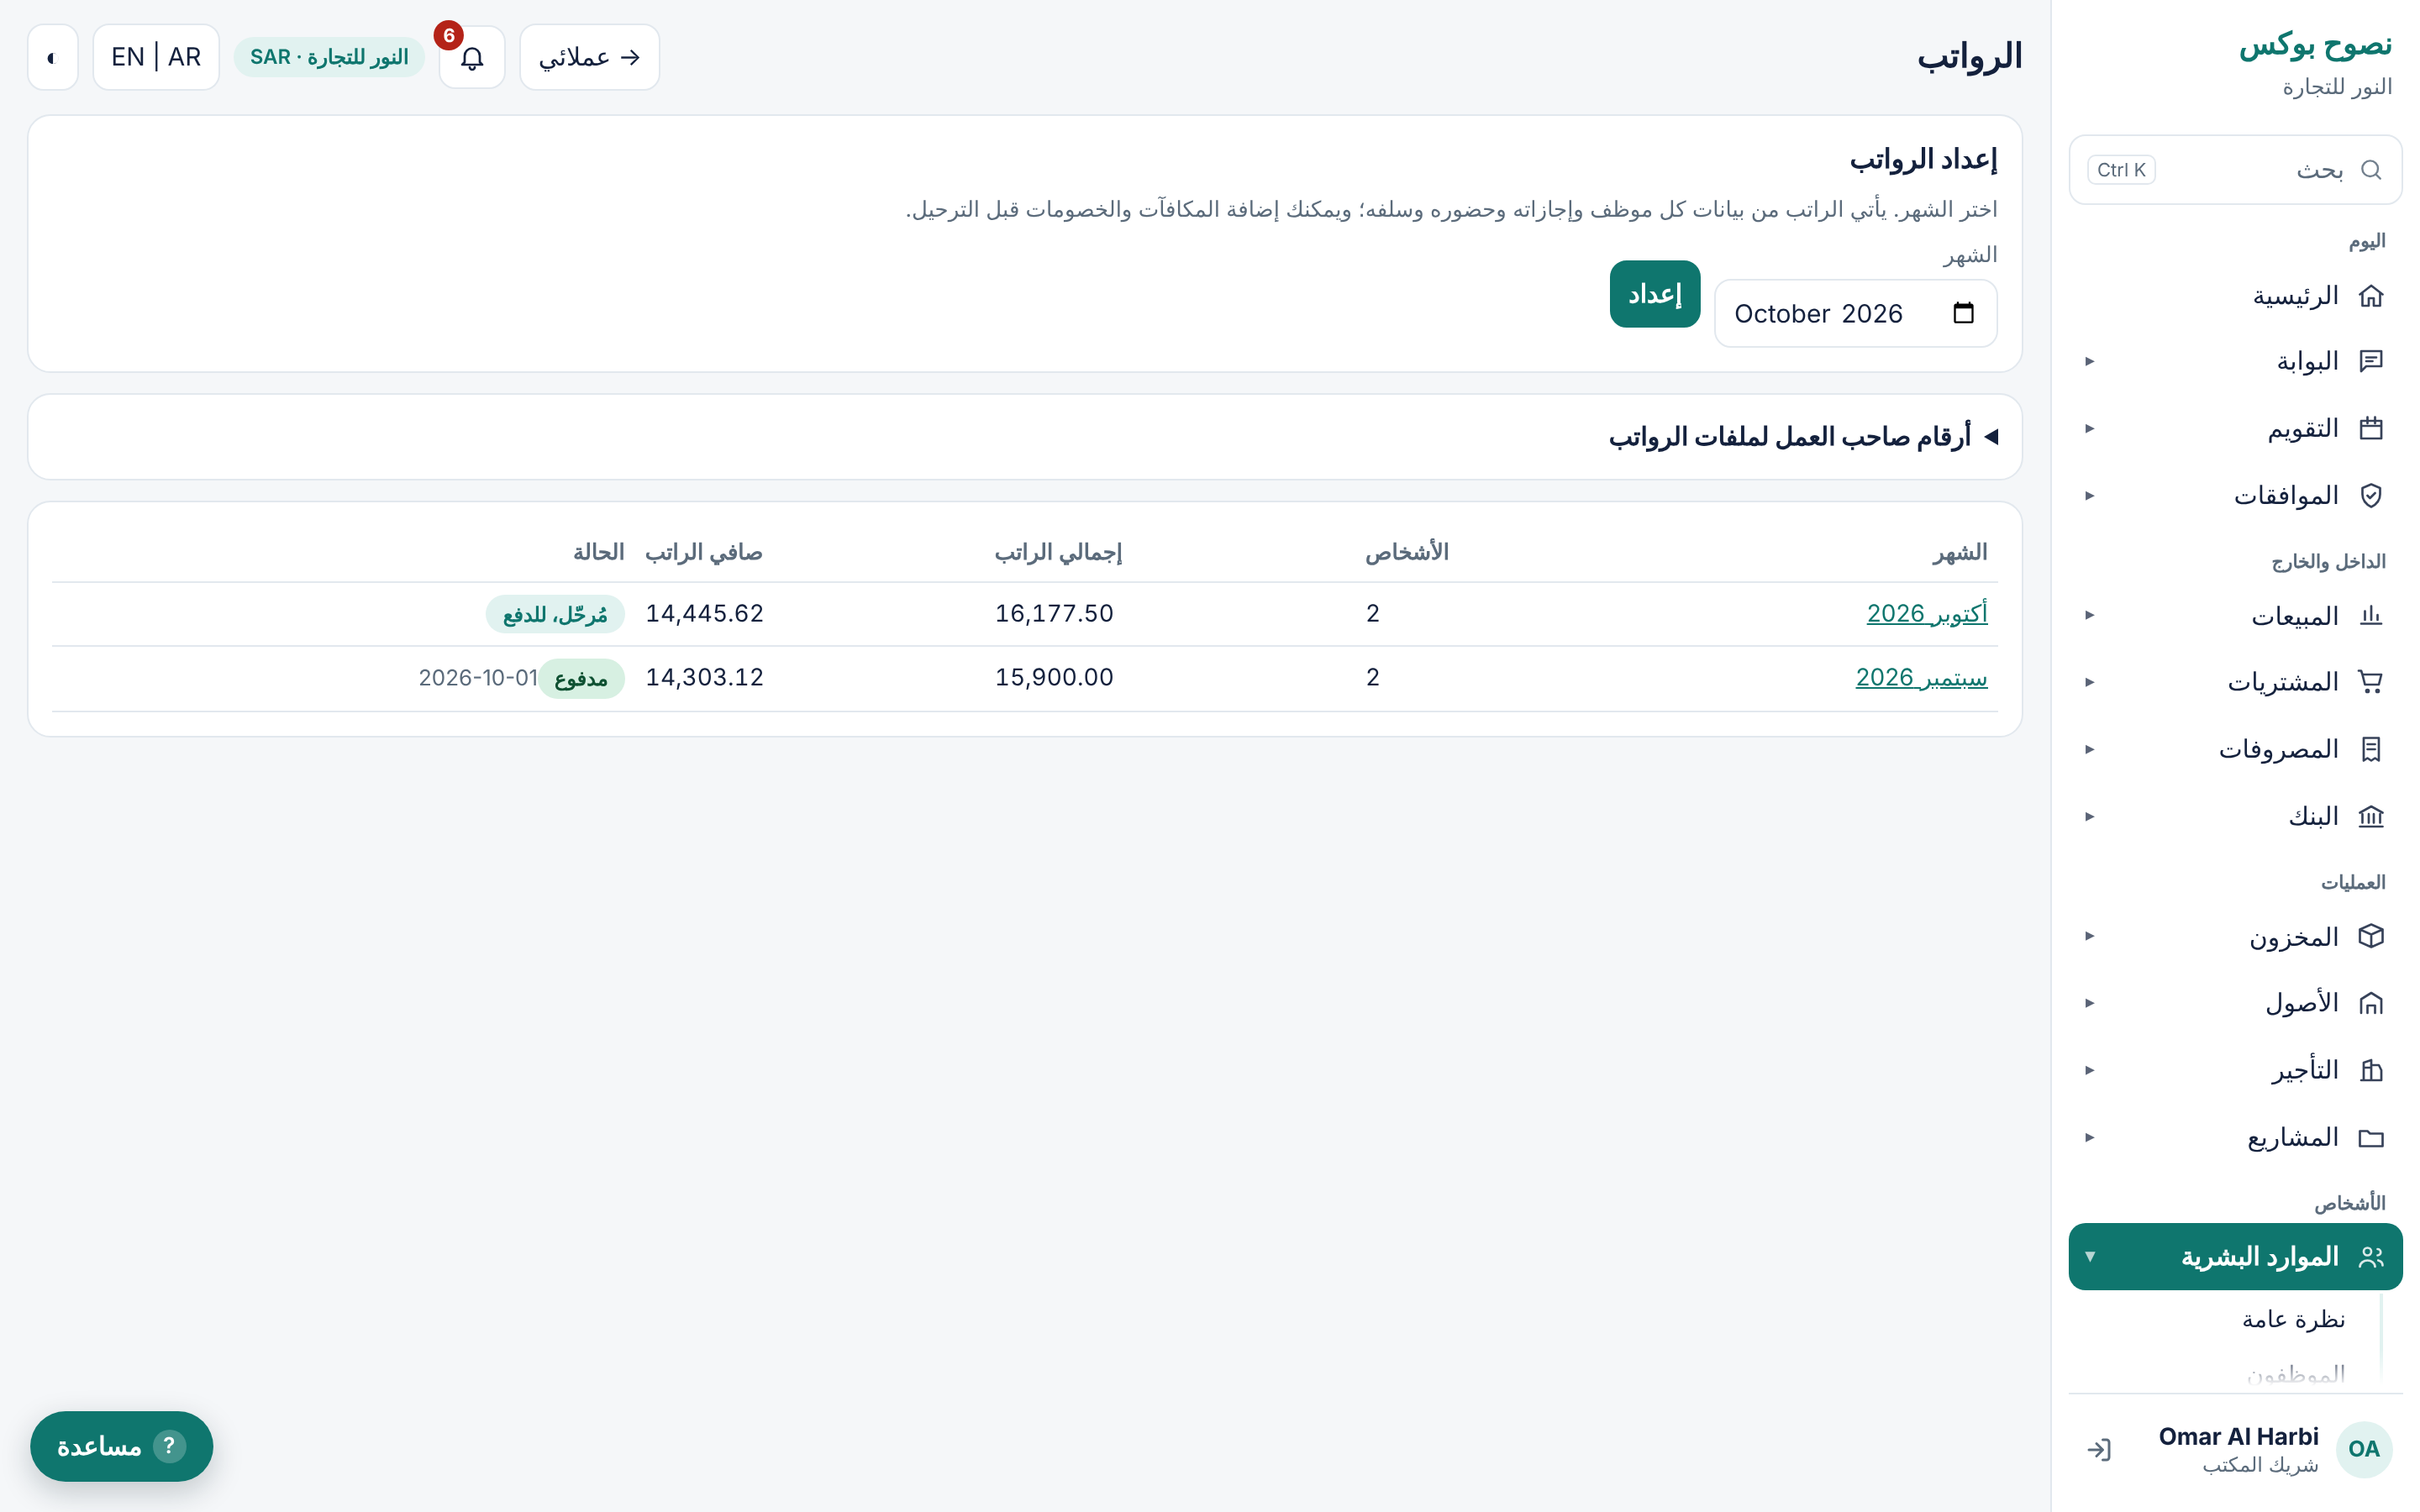 نصوح بوكس
النور للتجارة
بحث
Ctrl K
اليوم
الرئيسية
البوابة
التقويم
الموافقات
الداخل والخارج
المبيعات
المشتريات
المصروفات
البنك
العمليات
المخزون
الأصول
التأجير
المشاريع
الأشخاص
الموارد البشرية
نظرة عامة
الموظفون
OA
Omar Al Harbi
شريك المكتب
الرواتب
→ عملائي
6
النور للتجارة · SAR
EN | AR
إعداد الرواتب
اختر الشهر. يأتي الراتب من بيانات كل موظف وإجازاته وحضوره وسلفه؛ ويمكنك إضافة المكافآت والخصومات قبل الترحيل.
الشهر
October 2026
إعداد
أرقام صاحب العمل لملفات الرواتب
الشهر الأشخاص إجمالي الراتب صافي الراتب الحالة
أكتوبر 2026 2 16,177.50 14,445.62 مُرحّل، للدفع
سبتمبر 2026 2 15,900.00 14,303.12 مدفوع 2026-10-01
? مساعدة